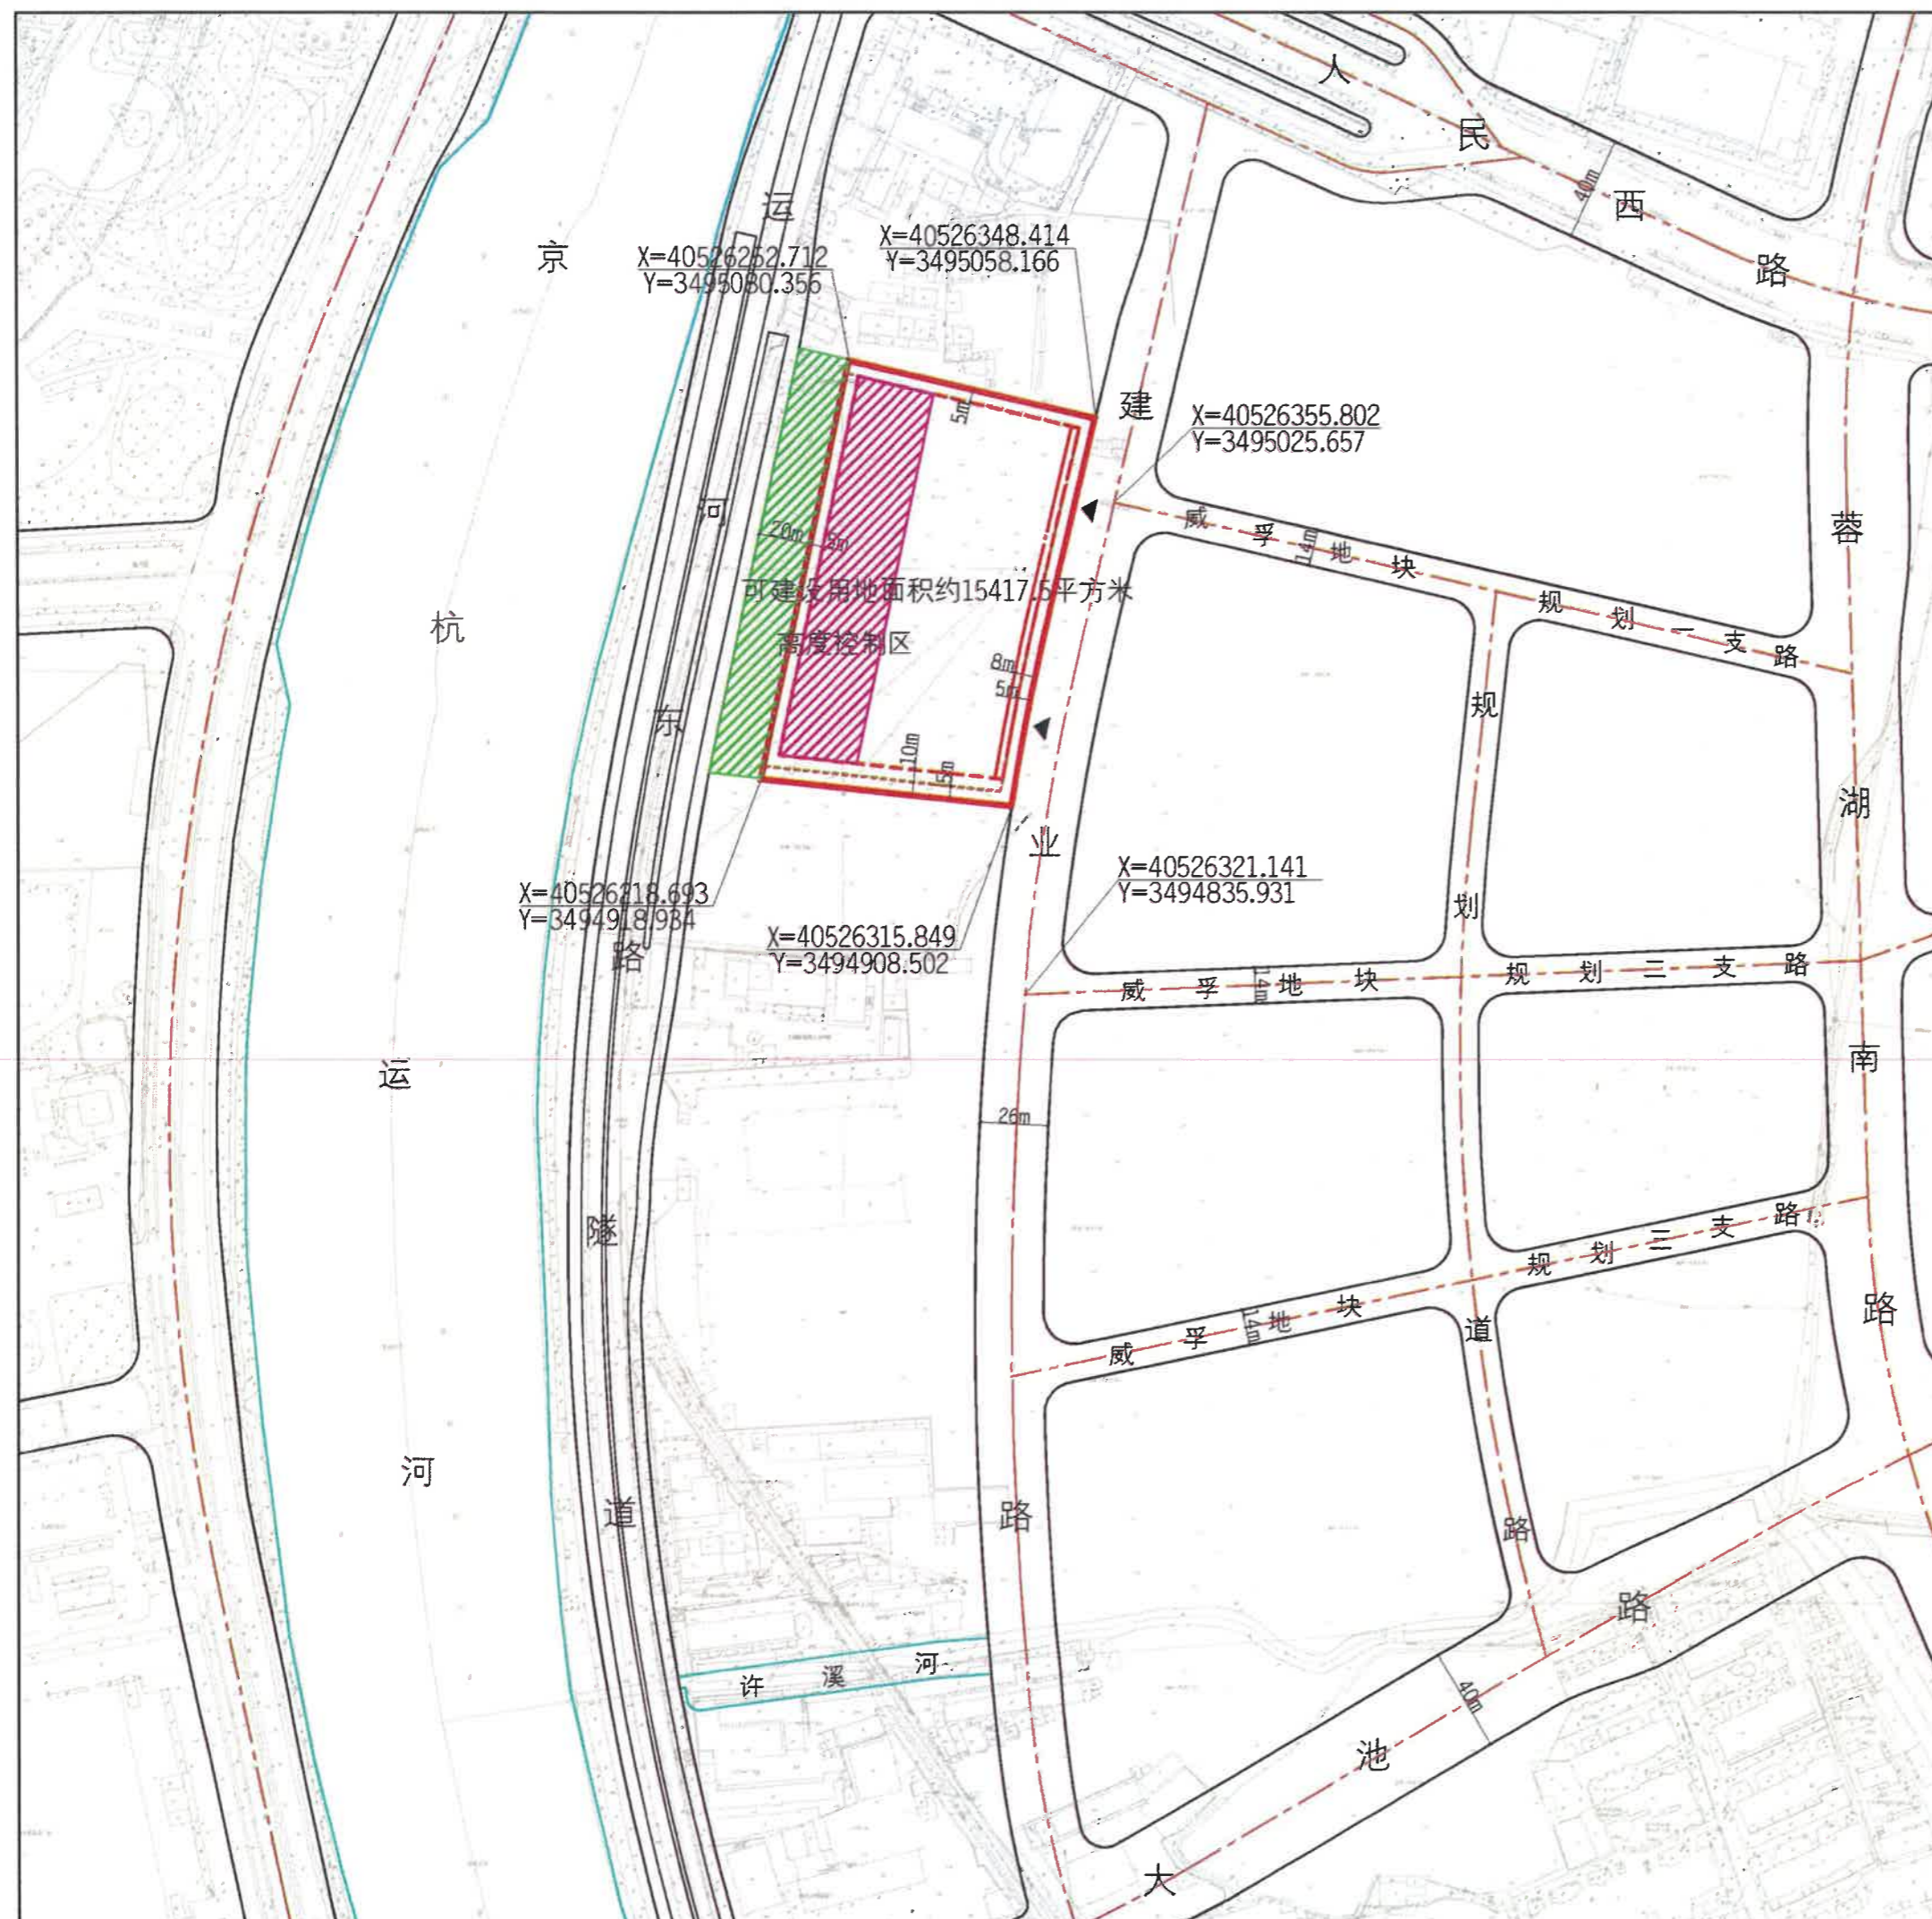 人民西路
京杭运河
运河东路隧道
X=40526252.712
Y=3495080.356
X=40526348.414
Y=3495058.166
40m
建业路
X=40526355.802
Y=3495025.657
5m
20m
8m
可建设用地面积约15417.5平方米
高度控制区
8m
5m
10m
5m
威孚地块规划一支路
14m
蓉湖南路
规划道路
X=40526218.693
Y=3494918.934
X=40526315.849
Y=3494908.502
X=40526321.141
Y=3494835.931
威孚地块规划二支路
14m
26m
威孚地块规划三支路
14m
许溪河
大池路
40m